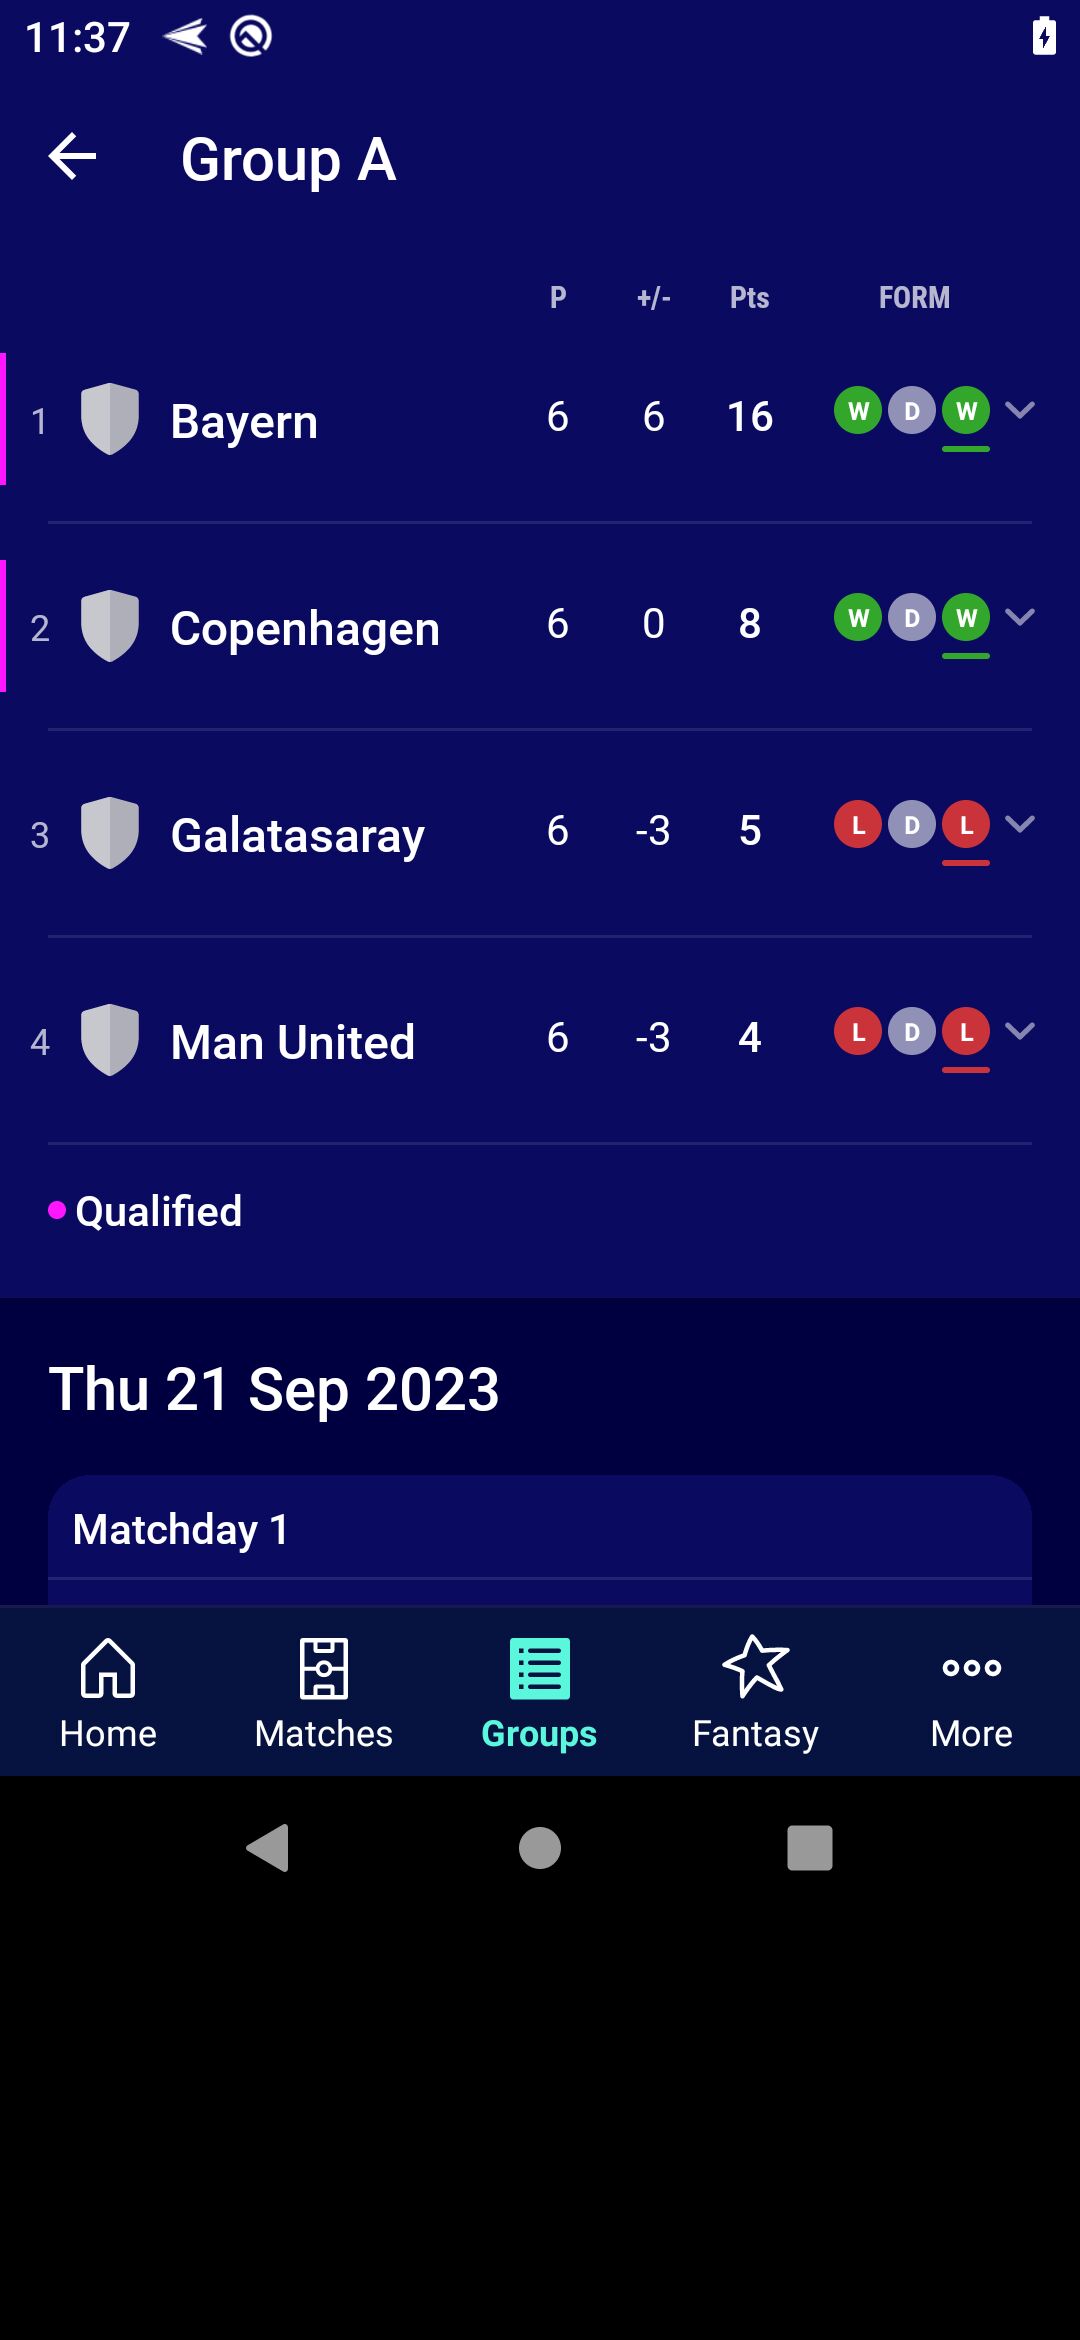 11:37
Group A
P +/- Pts FORM
1 Bayern 6 6 16 W D W
2 Copenhagen 6 0 8 W D W
3 Galatasaray 6 -3 5 L D L
4 Man United 6 -3 4 L D L
Qualified
Thu 21 Sep 2023
Matchday 1
Home Matches Groups Fantasy More